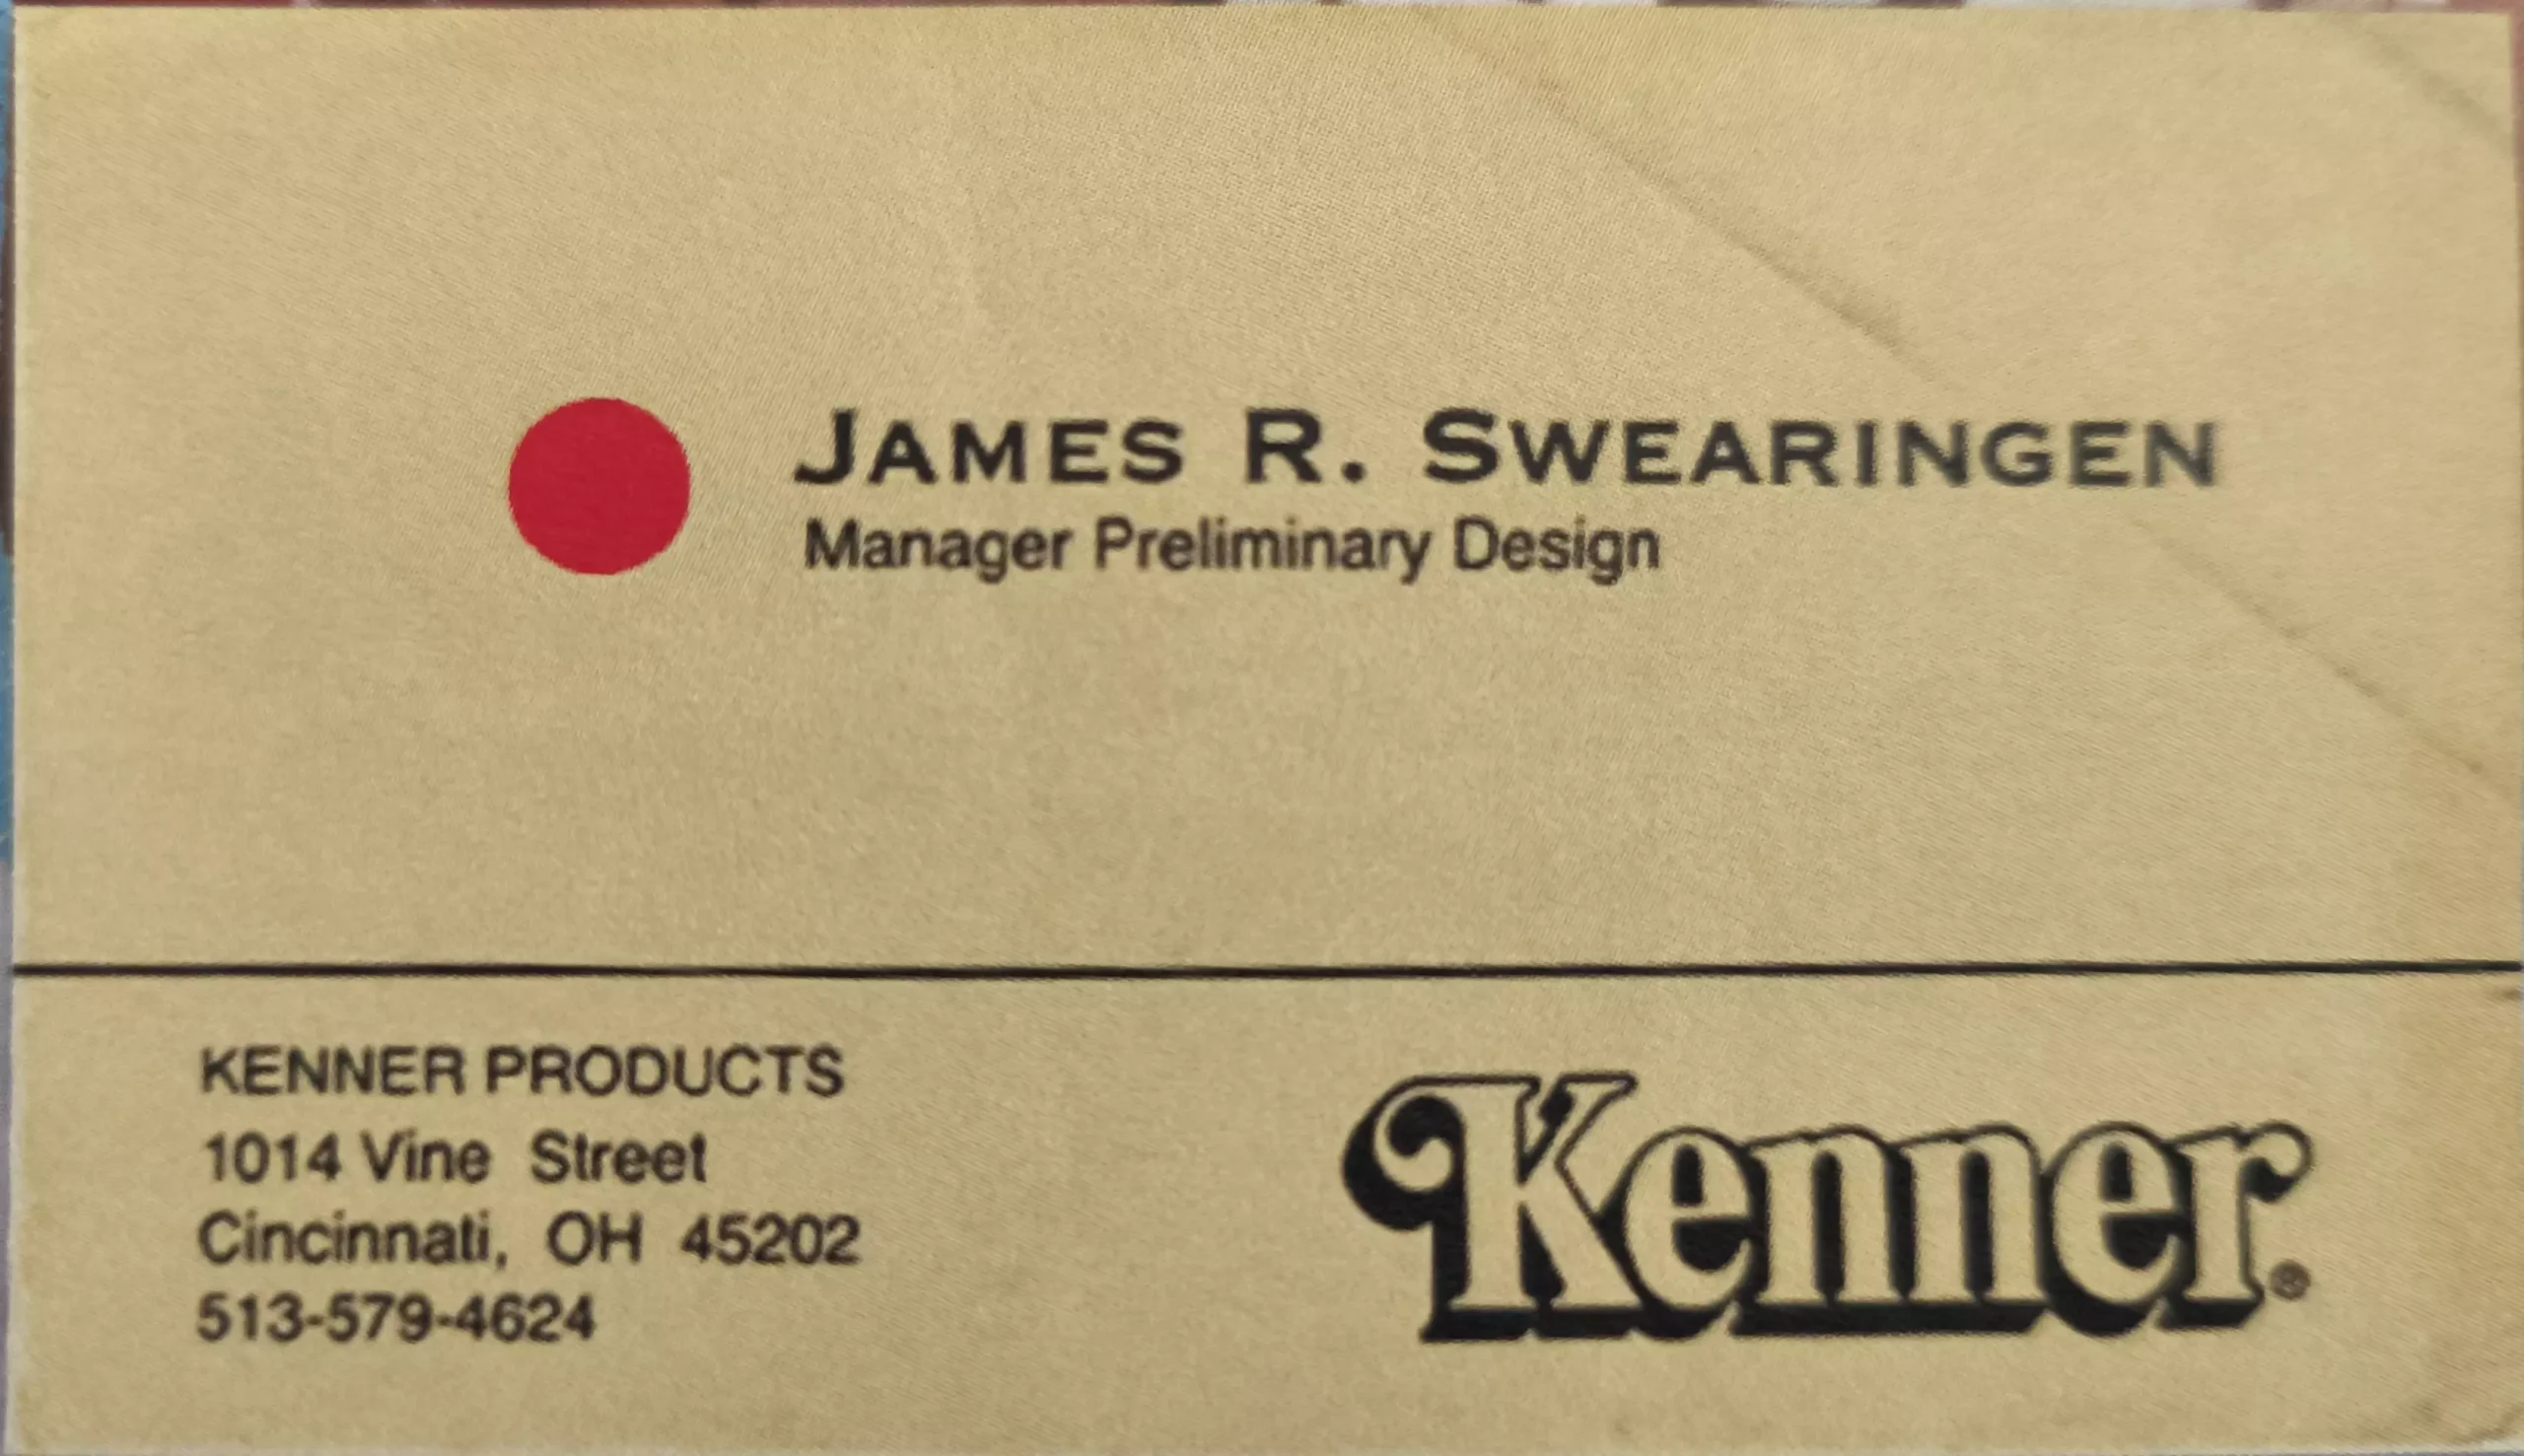 JAMES R. SWEARINGEN
Manager Preliminary Design
KENNER PRODUCTS
1014 Vine Street
Cincinnati, OH 45202
513-579-4624
Kenner®